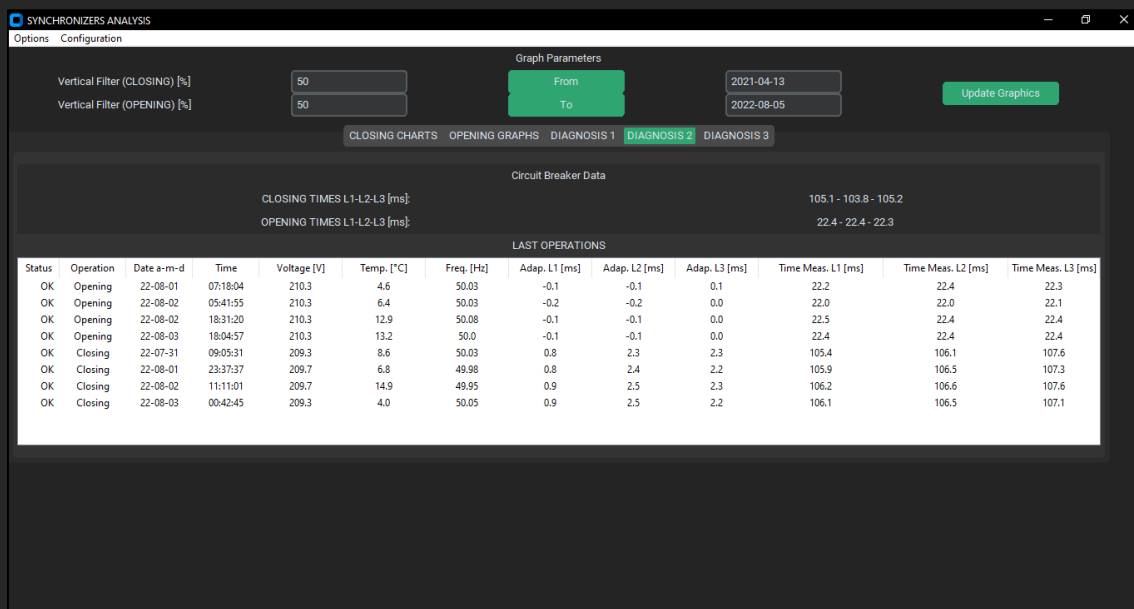 SYNCHRONIZERS ANALYSIS
Options Configuration
Graph Parameters
Vertical Filter (CLOSING) [%] 50 From 2021-04-13
Update Graphics
Vertical Filter (OPENING) [%] 50 To 2022-08-05
CLOSING CHARTS OPENING GRAPHS DIAGNOSIS 1 DIAGNOSIS 2 DIAGNOSIS 3
Circuit Breaker Data
CLOSING TIMES L1-L2-L3 [ms]: 105.1 - 103.8 - 105.2
OPENING TIMES L1-L2-L3 [ms]: 22.4 - 22.4 - 22.3
LAST OPERATIONS
Status Operation Date a-m-d Time Voltage [V] Temp. [°C] Freq. [Hz] Adap. L1 [ms] Adap. L2 [ms] Adap. L3 [ms] Time Meas. L1 [ms] Time Meas. L2 [ms] Time Meas. L3 [ms]
OK Opening 22-08-01 07:18:04 210.3 4.6 50.03 -0.1 -0.1 0.1 22.2 22.4 22.3
OK Opening 22-08-02 05:41:55 210.3 6.4 50.03 -0.2 -0.2 0.0 22.0 22.0 22.1
OK Opening 22-08-02 18:31:20 210.3 12.9 50.08 -0.1 -0.1 0.0 22.5 22.4 22.4
OK Opening 22-08-03 18:04:57 210.3 13.2 50.0 -0.1 -0.1 0.0 22.4 22.4 22.4
OK Closing 22-07-31 09:05:31 209.3 8.6 50.03 0.8 2.3 2.3 105.4 106.1 107.6
OK Closing 22-08-01 23:37:37 209.7 6.8 49.98 0.8 2.4 2.2 105.9 106.5 107.3
OK Closing 22-08-02 11:11:01 209.7 14.9 49.95 0.9 2.5 2.3 106.2 106.6 107.6
OK Closing 22-08-03 00:42:45 209.3 4.0 50.05 0.9 2.5 2.2 106.1 106.5 107.1